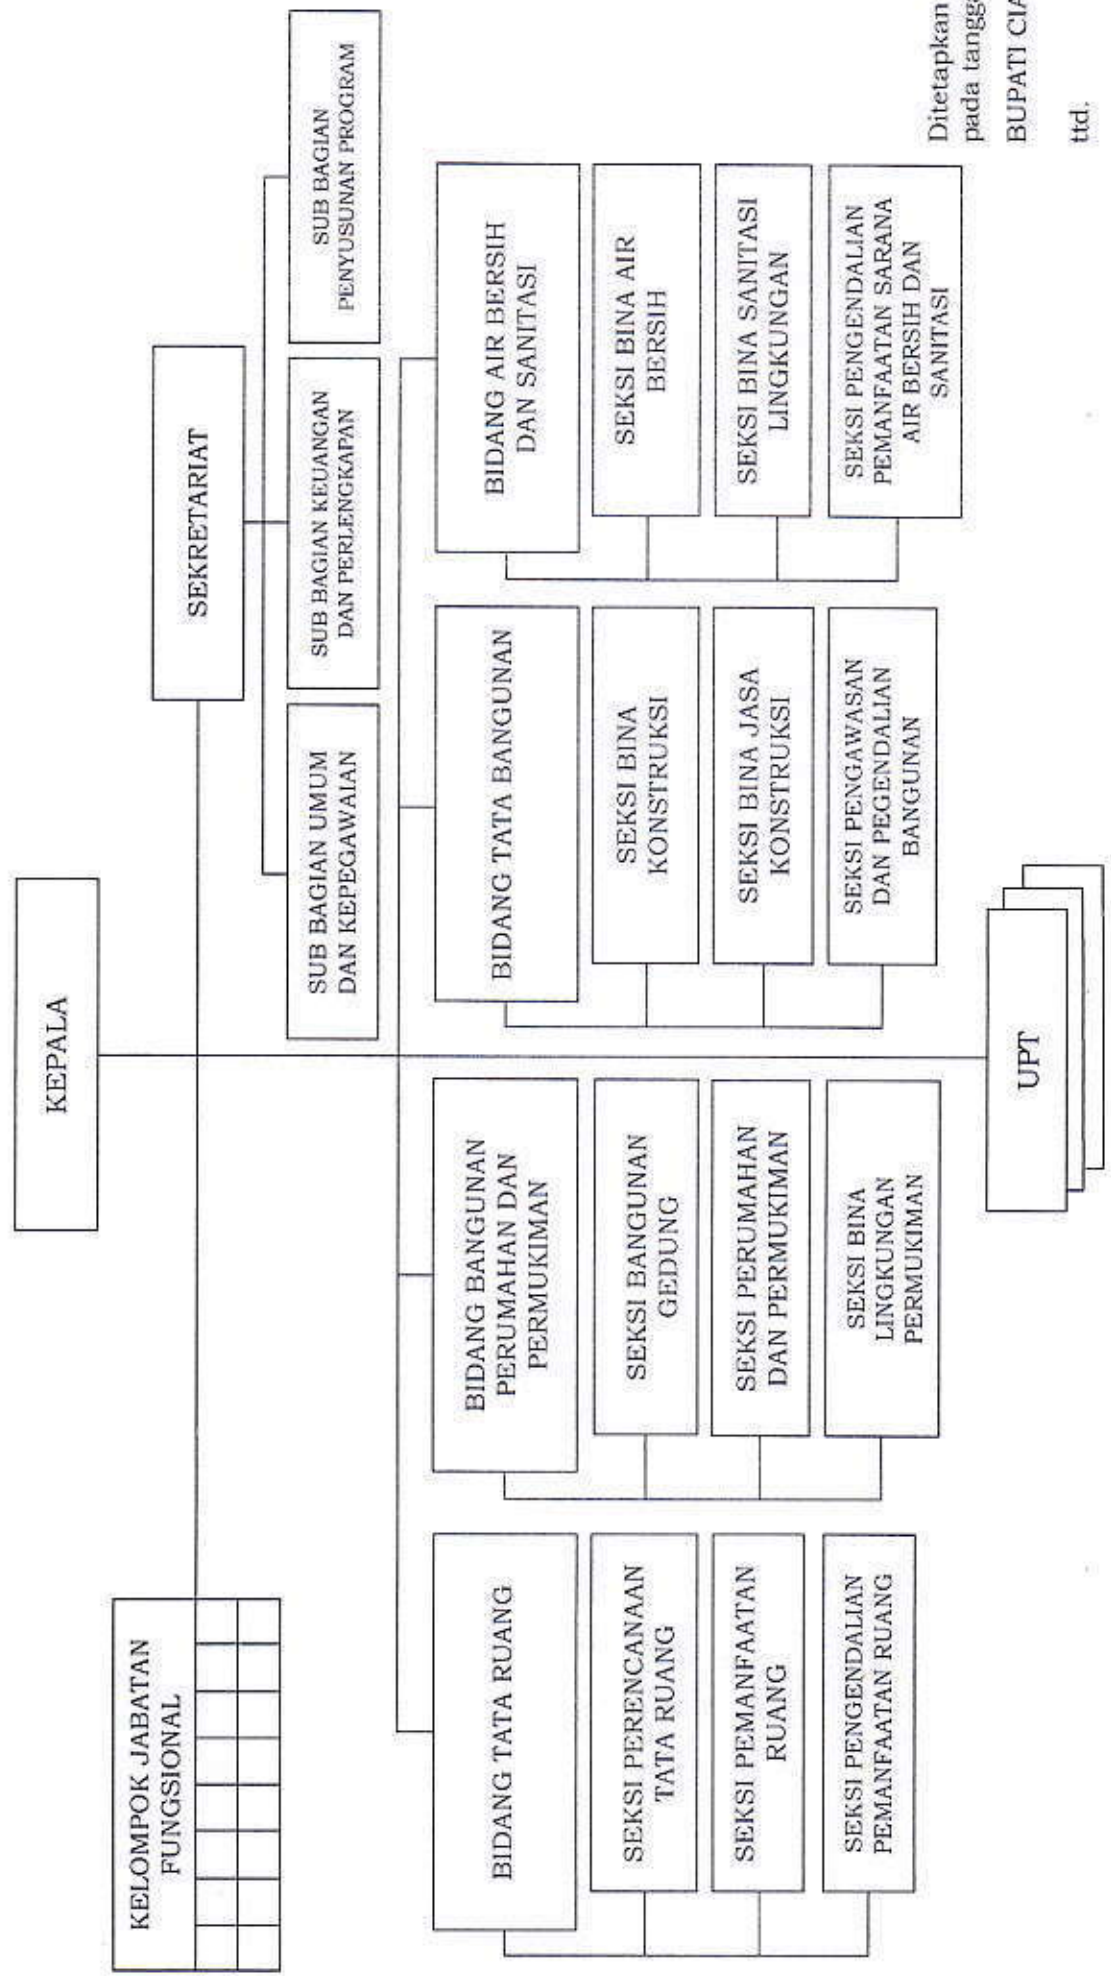 KEPALA
KELOMPOK JABATAN
FUNGSIONAL
SEKRETARIAT
SUB BAGIAN UMUM
DAN KEPEGAWAIAN
SUB BAGIAN KEUANGAN
DAN PERLENGKAPAN
SUB BAGIAN
PENYUSUNAN PROGRAM
BIDANG TATA RUANG
SEKSI PERENCANAAN
TATA RUANG
SEKSI PEMANFAATAN
RUANG
SEKSI PENGENDALIAN
PEMANFAATAN RUANG
BIDANG BANGUNAN
PERUMAHAN DAN
PERMUKIMAN
SEKSI BANGUNAN
GEDUNG
SEKSI PERUMAHAN
DAN PERMUKIMAN
SEKSI BINA
LINGKUNGAN
PERMUKIMAN
BIDANG TATA BANGUNAN
SEKSI BINA
KONSTRUKSI
SEKSI BINA JASA
KONSTRUKSI
SEKSI PENGAWASAN
DAN PEGENDALIAN
BANGUNAN
BIDANG AIR BERSIH
DAN SANITASI
SEKSI BINA AIR
BERSIH
SEKSI BINA SANITASI
LINGKUNGAN
SEKSI PENGENDALIAN
PEMANFAATAN SARANA
AIR BERSIH DAN
SANITASI
UPT
Ditetapkan
pada tangga
BUPATI CIA
ttd.